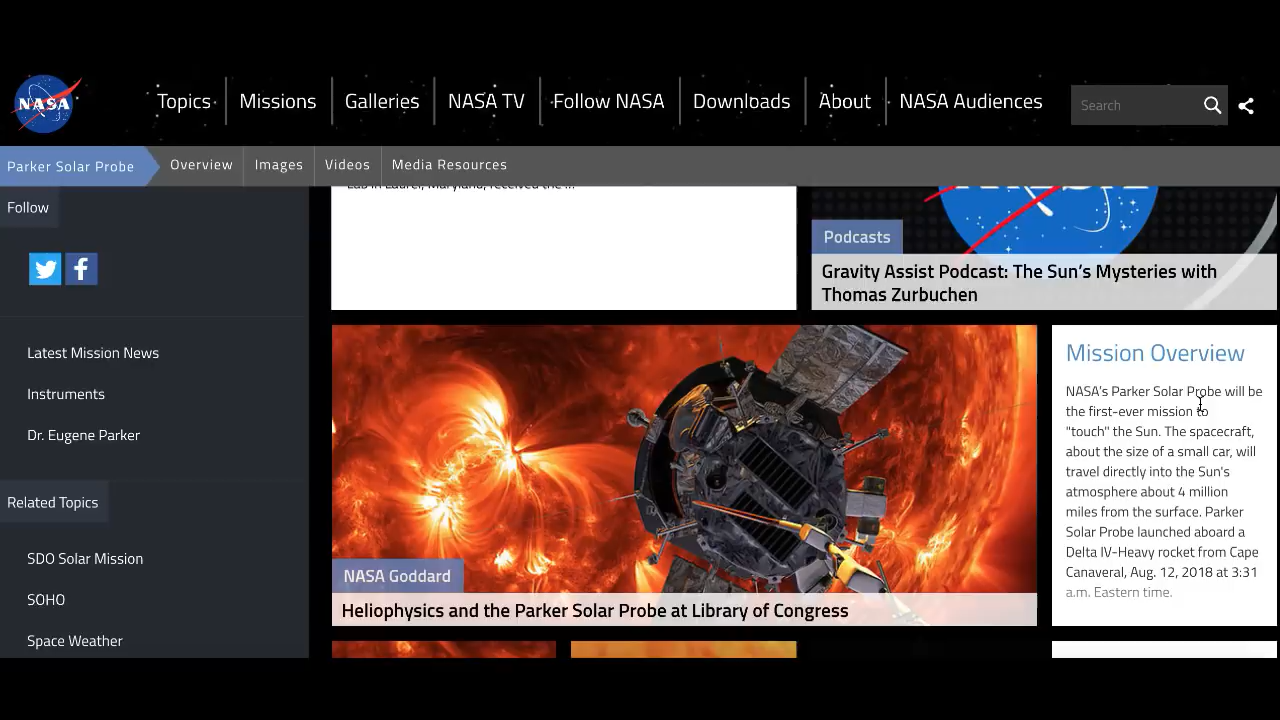 NASA
Topics
Missions
Galleries
NASA TV
Follow NASA
Downloads
About
NASA Audiences
Search
Parker Solar Probe
Overview
Images
Videos
Media Resources
Follow
Latest Mission News
Instruments
Dr. Eugene Parker
Related Topics
SDO Solar Mission
SOHO
Space Weather
Lab in Laurel, Maryland, received the ...
Podcasts
Gravity Assist Podcast: The Sun’s Mysteries with
Thomas Zurbuchen
NASA Goddard
Heliophysics and the Parker Solar Probe at Library of Congress
Mission Overview
NASA's Parker Solar Probe will be
the first-ever mission to
"touch" the Sun. The spacecraft,
about the size of a small car, will
travel directly into the Sun's
atmosphere about 4 million
miles from the surface. Parker
Solar Probe launched aboard a
Delta IV-Heavy rocket from Cape
Canaveral, Aug. 12, 2018 at 3:31
a.m. Eastern time.